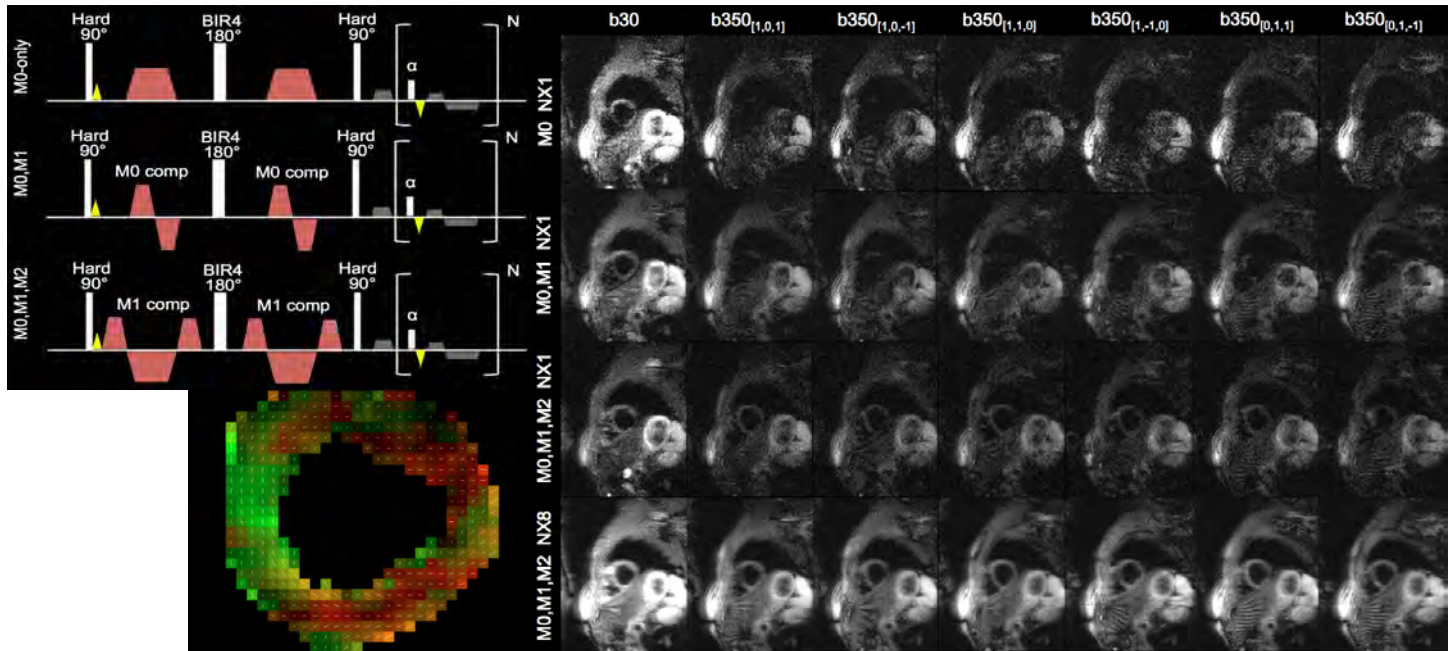 Hard
90°
BIR4
180°
Hard
90°
N
α
M0-only
Hard
90°
BIR4
180°
Hard
90°
N
M0 comp
M0 comp
α
M0,M1
Hard
90°
BIR4
180°
Hard
90°
N
M1 comp
M1 comp
α
M0,M1,M2
b30
b350[1,0,1]
b350[1,0,-1]
b350[1,1,0]
b350[1,-1,0]
b350[0,1,1]
b350[0,1,-1]
M0 NX1
M0,M1 NX1
M0,M1,M2 NX1
M0,M1,M2 NX8